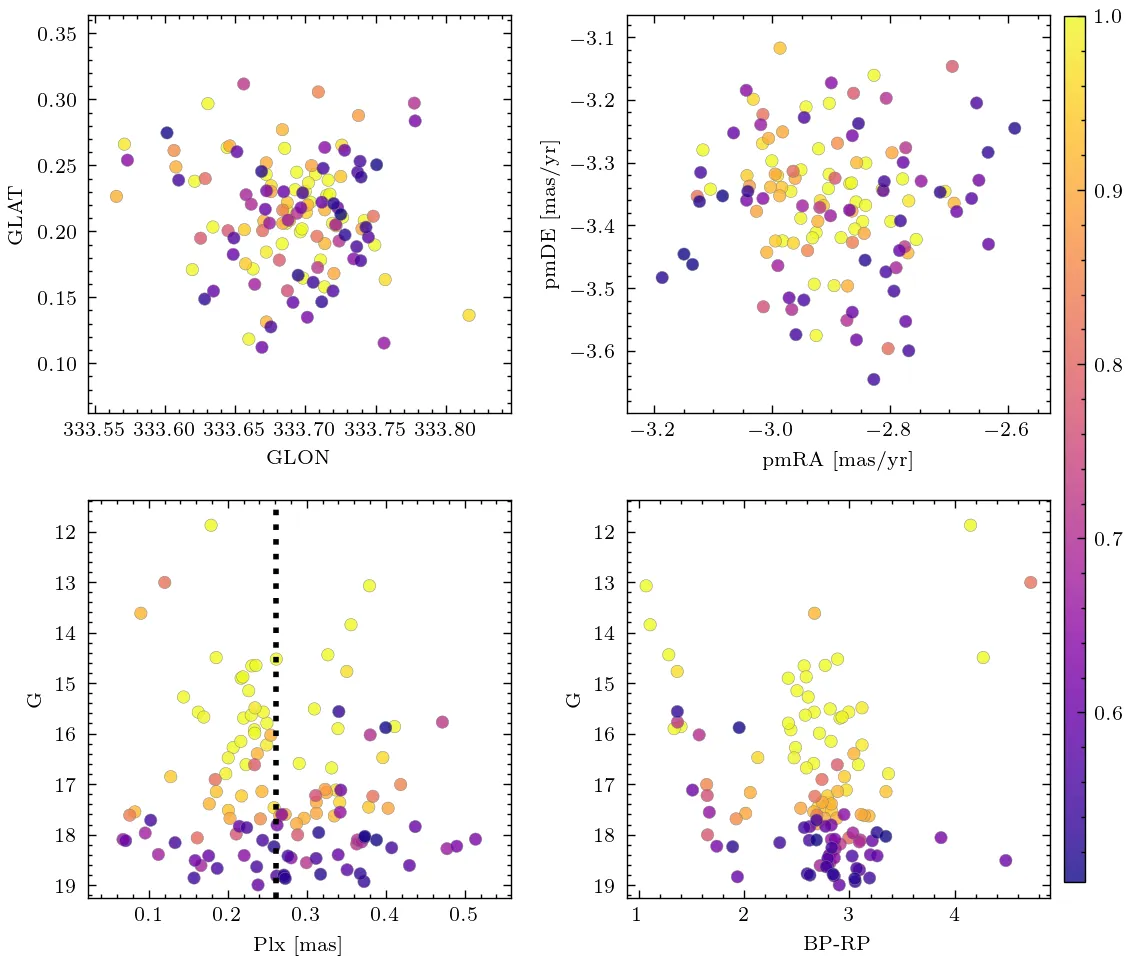 0.35
0.30
0.25
0.20
0.15
0.10
GLAT
333.55 333.60 333.65 333.70 333.75 333.80
GLON
−3.1
−3.2
−3.3
−3.4
−3.5
−3.6
pmDE [mas/yr]
−3.2 −3.0 −2.8 −2.6
pmRA [mas/yr]
1.0
0.9
0.8
0.7
0.6
12
13
14
15
16
17
18
19
G
0.1 0.2 0.3 0.4 0.5
Plx [mas]
12
13
14
15
16
17
18
19
G
1 2 3 4
BP-RP